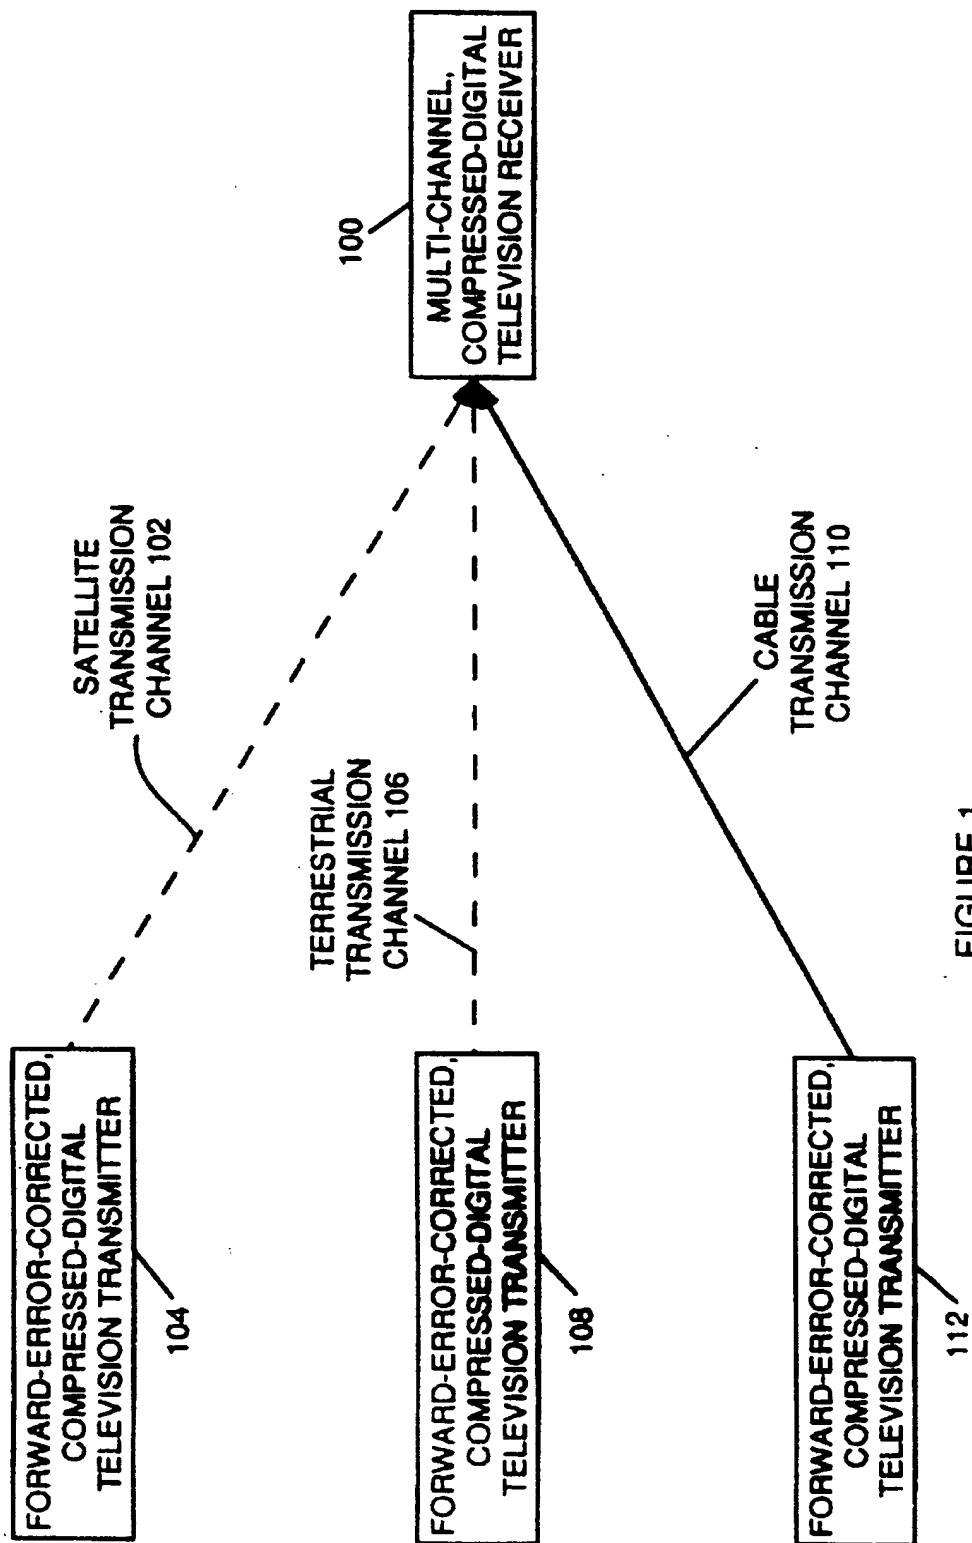 FORWARD-ERROR-CORRECTED,
COMPRESSED-DIGITAL
TELEVISION TRANSMITTER
104
SATELLITE
TRANSMISSION
CHANNEL 102
FORWARD-ERROR-CORRECTED,
COMPRESSED-DIGITAL
TELEVISION TRANSMITTER
108
TERRESTRIAL
TRANSMISSION
CHANNEL 106
100
MULTI-CHANNEL,
COMPRESSED-DIGITAL
TELEVISION RECEIVER
FORWARD-ERROR-CORRECTED,
COMPRESSED-DIGITAL
TELEVISION TRANSMITTER
112
CABLE
TRANSMISSION
CHANNEL 110
FIGURE 1